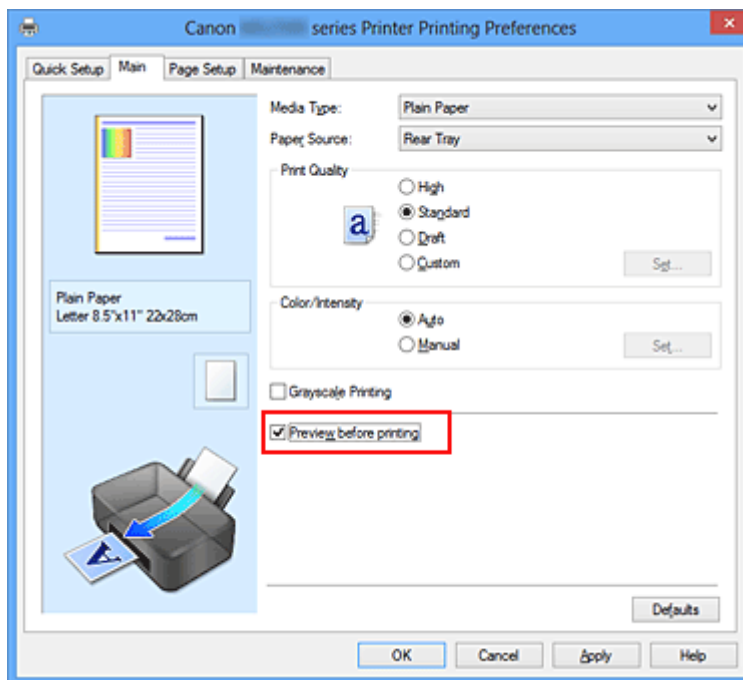 Canon series Printer Printing Preferences
Quick Setup Main Page Setup Maintenance
Media Type: Plain Paper
Paper Source: Rear Tray
Print Quality
High
Standard
Draft
Custom Set...
Plain Paper
Letter 8.5"x11" 22x28cm
Color/Intensity
Auto
Manual Set...
Grayscale Printing
Preview before printing
Defaults
OK Cancel Apply Help